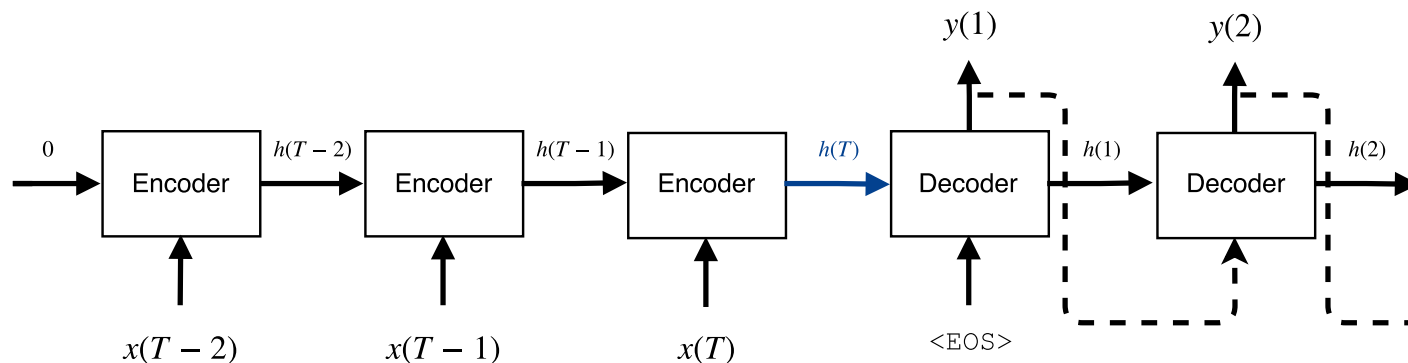 y(1) y(2)
0 h(T − 2) h(T − 1) h(T) h(1) h(2)
Encoder Encoder Encoder Decoder Decoder
x(T − 2) x(T − 1) x(T) <EOS>